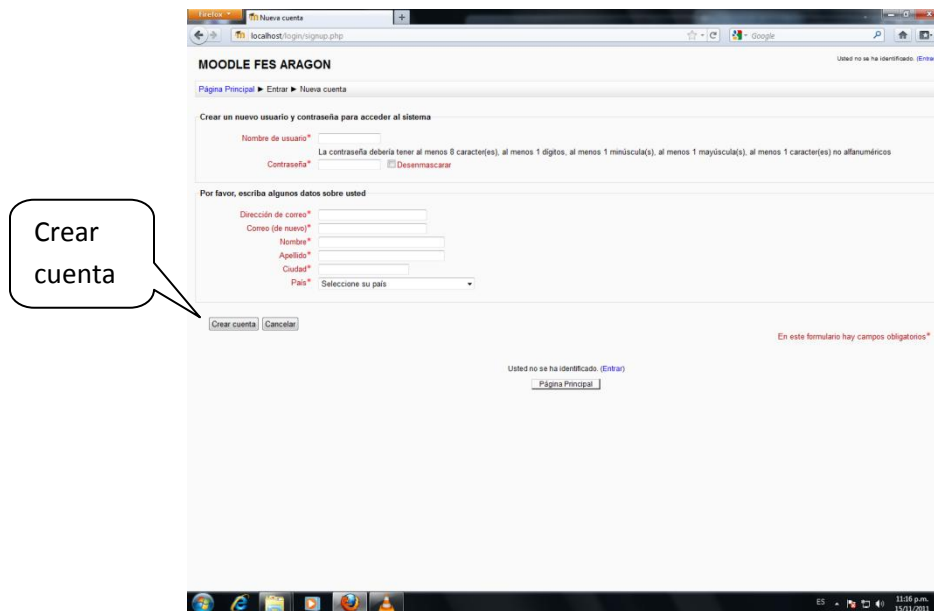 Firefox
Nueva cuenta
+
localhost/login/signup.php
Google
MOODLE FES ARAGON
Usted no se ha identificado. (Entrar
Página Principal ► Entrar ► Nueva cuenta
Crear un nuevo usuario y contraseña para acceder al sistema
Nombre de usuario*
La contraseña debería tener al menos 8 caracter(es), al menos 1 dígitos, al menos 1 minúscula(s), al menos 1 mayúscula(s), al menos 1 caracter(es) no alfanuméricos
Contraseña* Desenmascarar
Por favor, escriba algunos datos sobre usted
Dirección de correo*
Correo (de nuevo)*
Nombre*
Apellido*
Ciudad*
País* Seleccione su país
Crear
cuenta
Crear cuenta Cancelar
En este formulario hay campos obligatorios*
Usted no se ha identificado. (Entrar)
Página Principal
ES
11:16 p.m.
15/11/2011